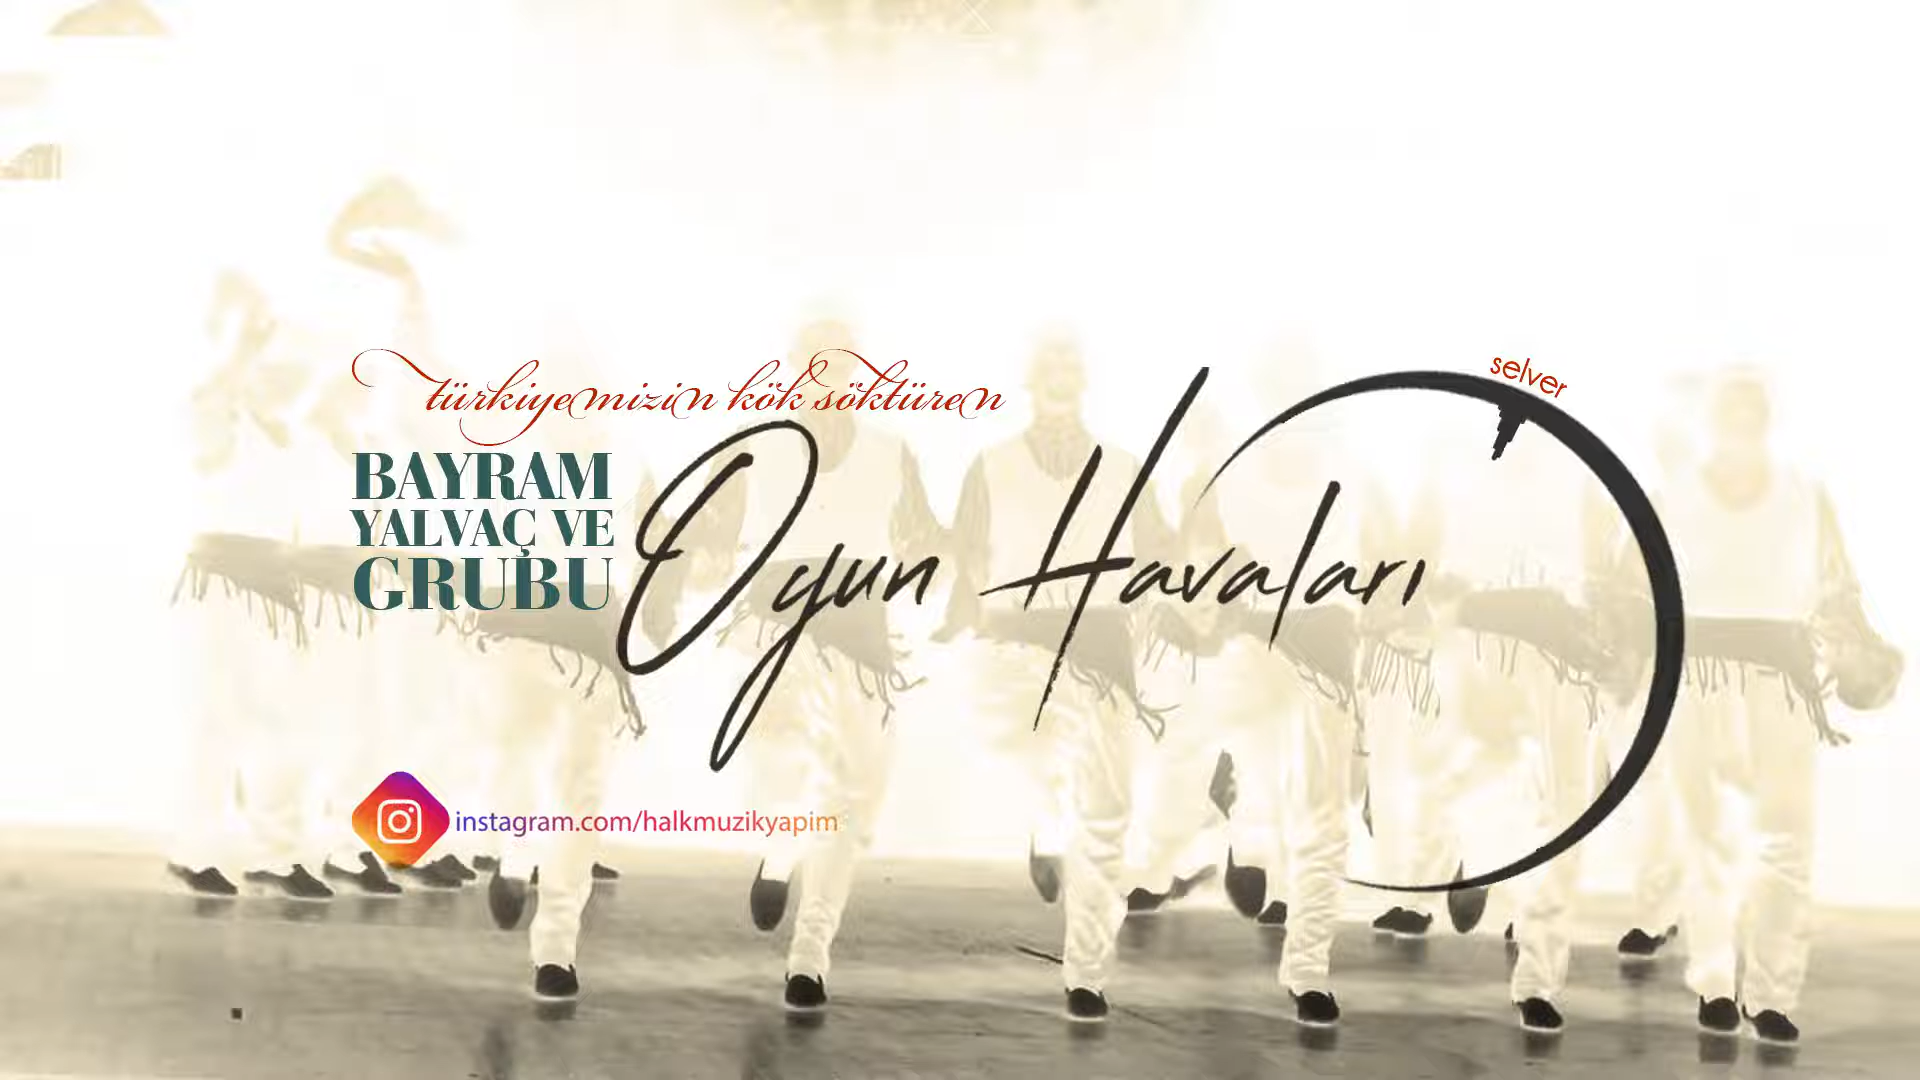 türkiyemizin kök söktüren
BAYRAM
YALVAÇ VE
GRUBU
Oyun Havaları
selver
instagram.com/halkmuzikyapim